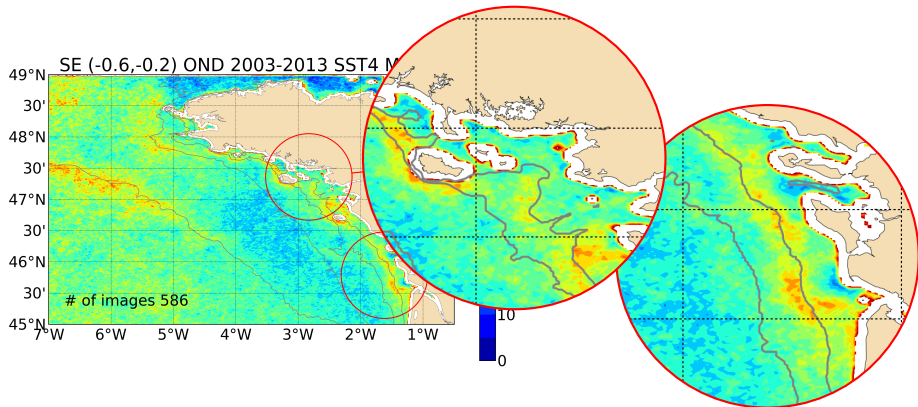 SE (-0.6,-0.2) OND 2003-2013 SST4 M
49°N
30'
48°N
30'
47°N
30'
46°N
30'
45°N
# of images 586
7°W 6°W 5°W 4°W 3°W 2°W 1°W
10
0